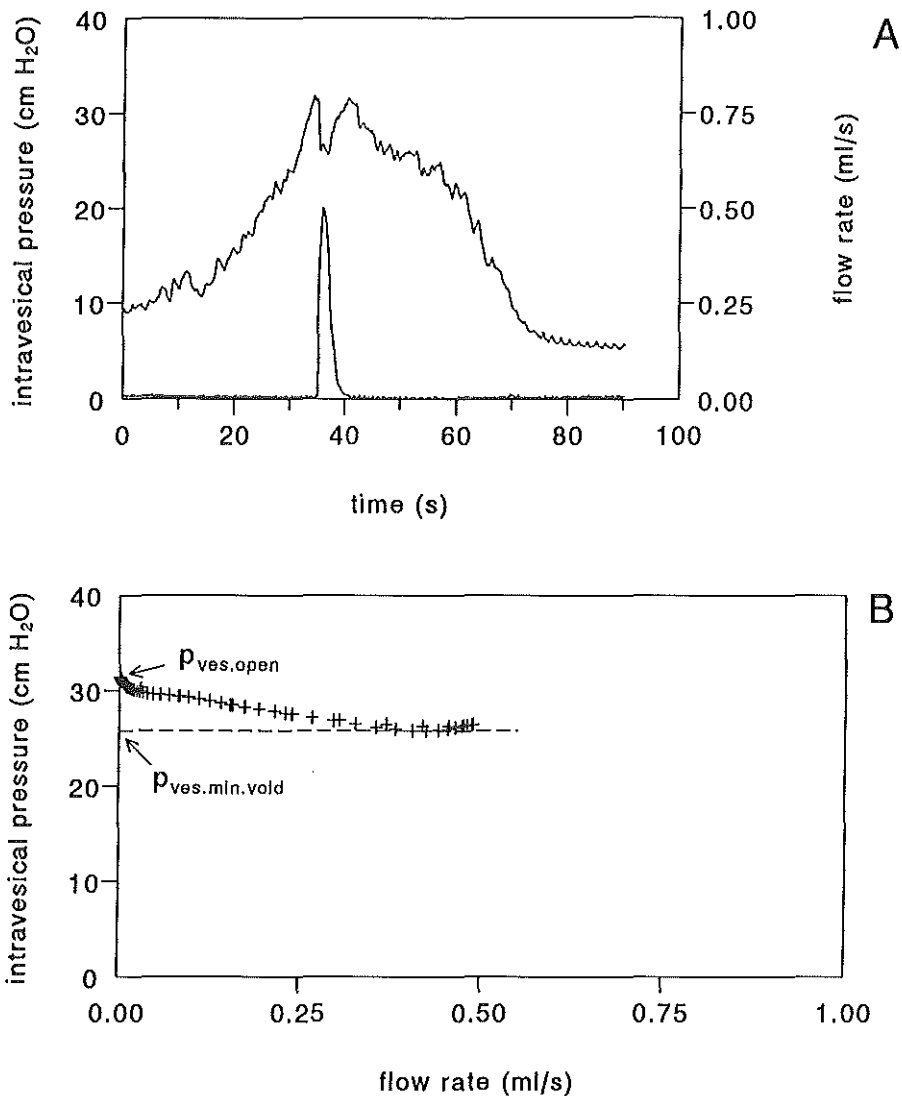 A
intravesical pressure (cm H₂O)
40
30
20
10
0
1.00
0.75
0.50
0.25
0.00
flow rate (ml/s)
0 20 40 60 80 100
time (s)
B
intravesical pressure (cm H₂O)
40
30
20
10
0
p ves.open
p ves.min.void
0.00 0.25 0.50 0.75 1.00
flow rate (ml/s)